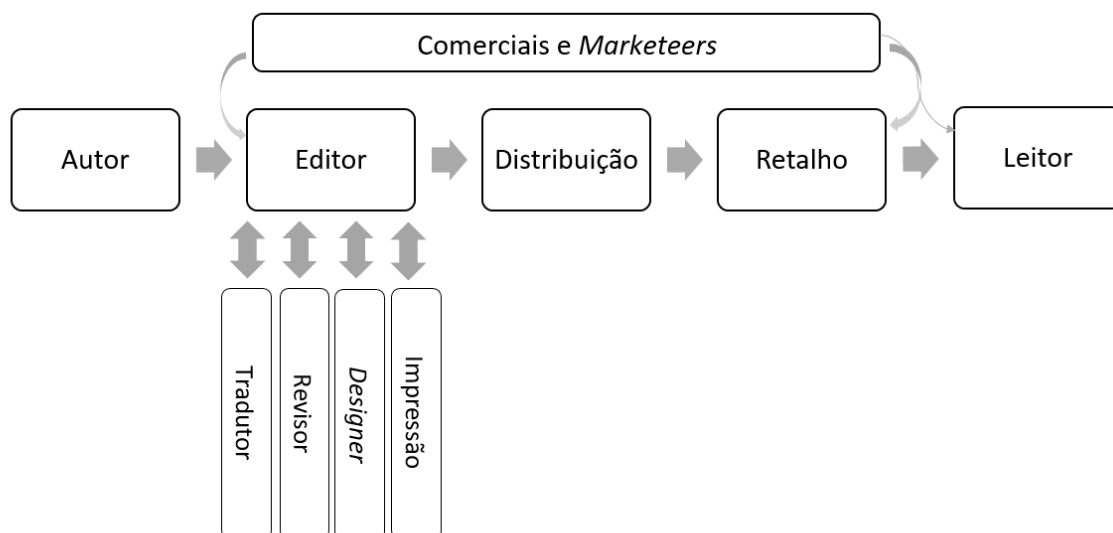 Comerciais e Marketeers
Autor
Editor
Distribuição
Retalho
Leitor
Tradutor
Revisor
Designer
Impressão